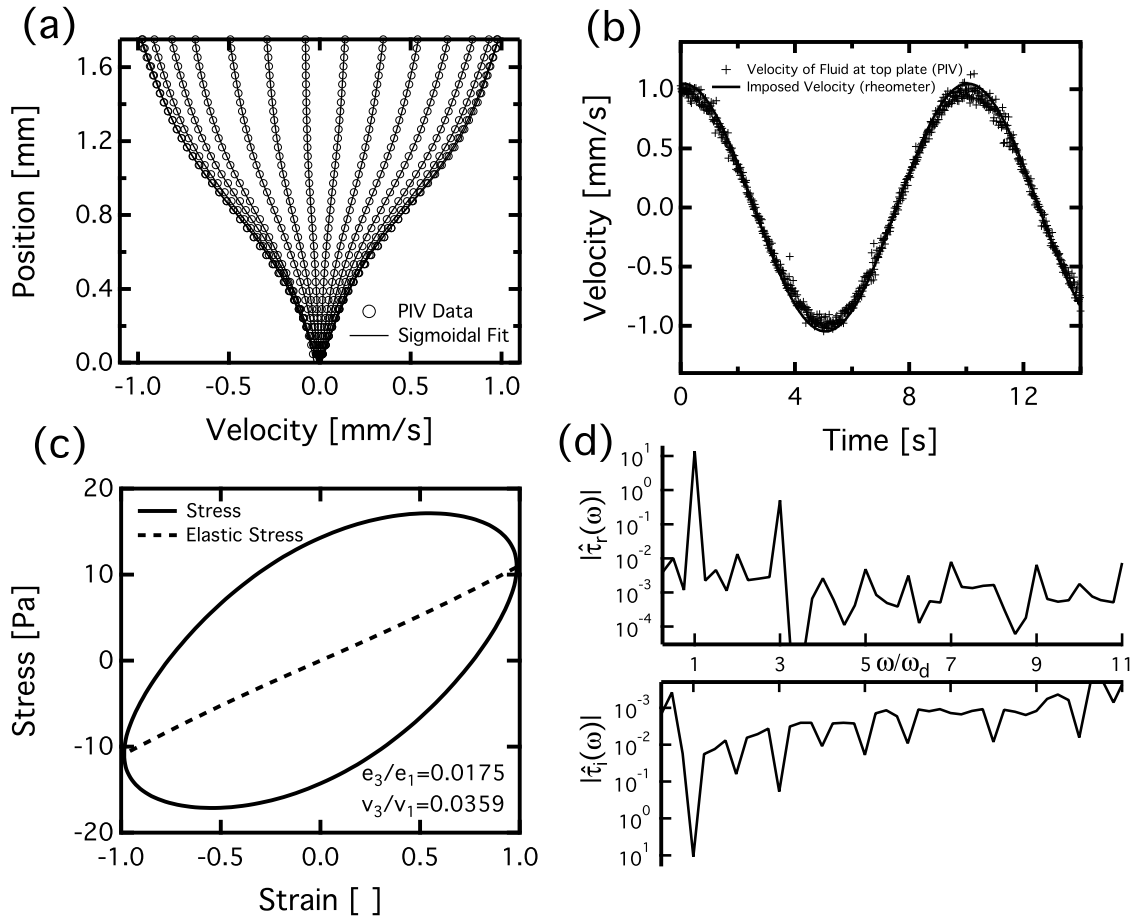 (a)
Position [mm]
1.6
1.2
0.8
0.4
0.0
PIV Data
Sigmoidal Fit
-1.0
-0.5
0.0
0.5
1.0
Velocity [mm/s]
(b)
Velocity [mm/s]
1.0
0.5
0.0
-0.5
-1.0
Velocity of Fluid at top plate (PIV)
Imposed Velocity (rheometer)
0
4
8
12
Time [s]
(c)
Stress [Pa]
20
10
0
-10
-20
Stress
Elastic Stress
e₃/e₁=0.0175
v₃/v₁=0.0359
-1.0
-0.5
0.0
0.5
1.0
Strain [ ]
(d)
|τ̂ᵣ(ω)|
10¹
10⁰
10⁻¹
10⁻²
10⁻³
10⁻⁴
1
3
5
ω/ω_d
7
9
11
|τ̂ᵢ(ω)|
10⁻³
10⁻²
10⁻¹
10⁰
10¹